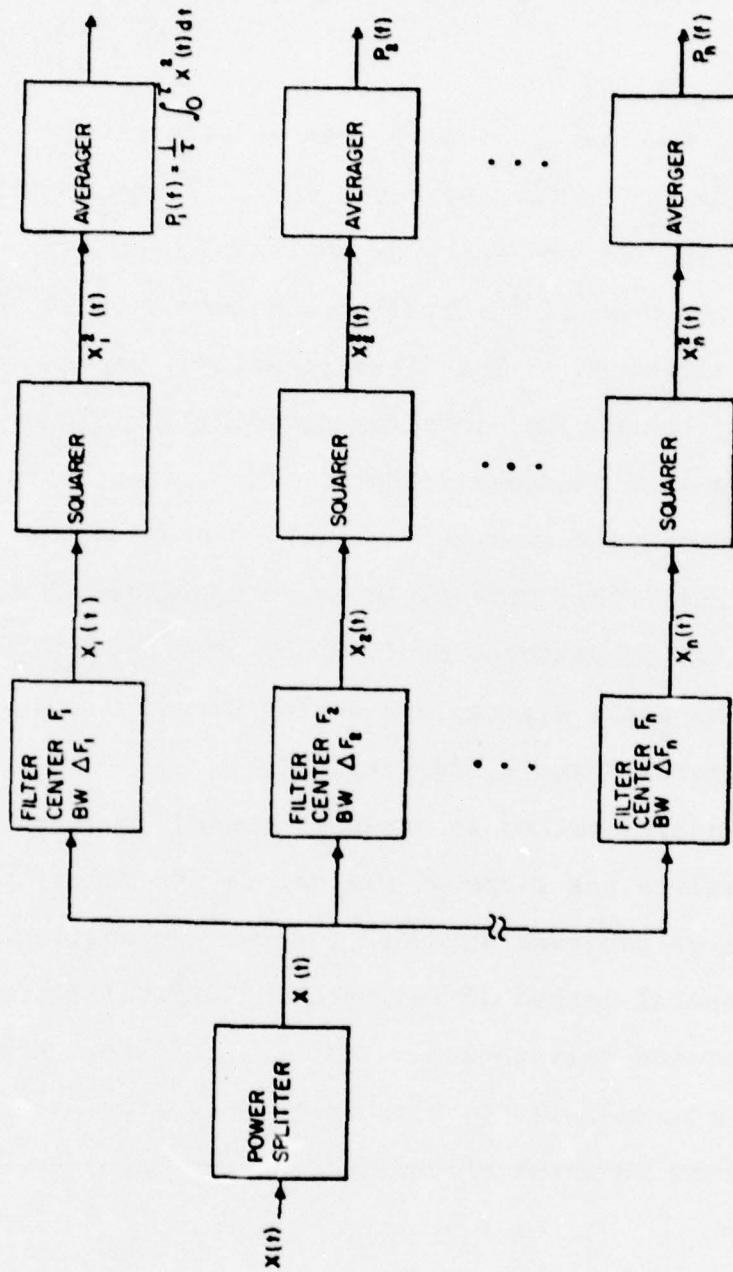 X(t)
POWER
SPLITTER
X (t)
FILTER
CENTER F₁
BW ΔF₁
X₁(t)
SQUARER
X₁² (t)
AVERAGER
P₁(f) = 1/τ ∫₀^τ X²(t) dt
FILTER
CENTER F₂
BW ΔF₂
X₂(t)
SQUARER
X₂²(t)
AVERAGER
P₂(f)
• • •
• • •
• • •
FILTER
CENTER Fₙ
BW ΔFₙ
Xₙ(t)
SQUARER
Xₙ²(t)
AVERGER
Pₙ(f)